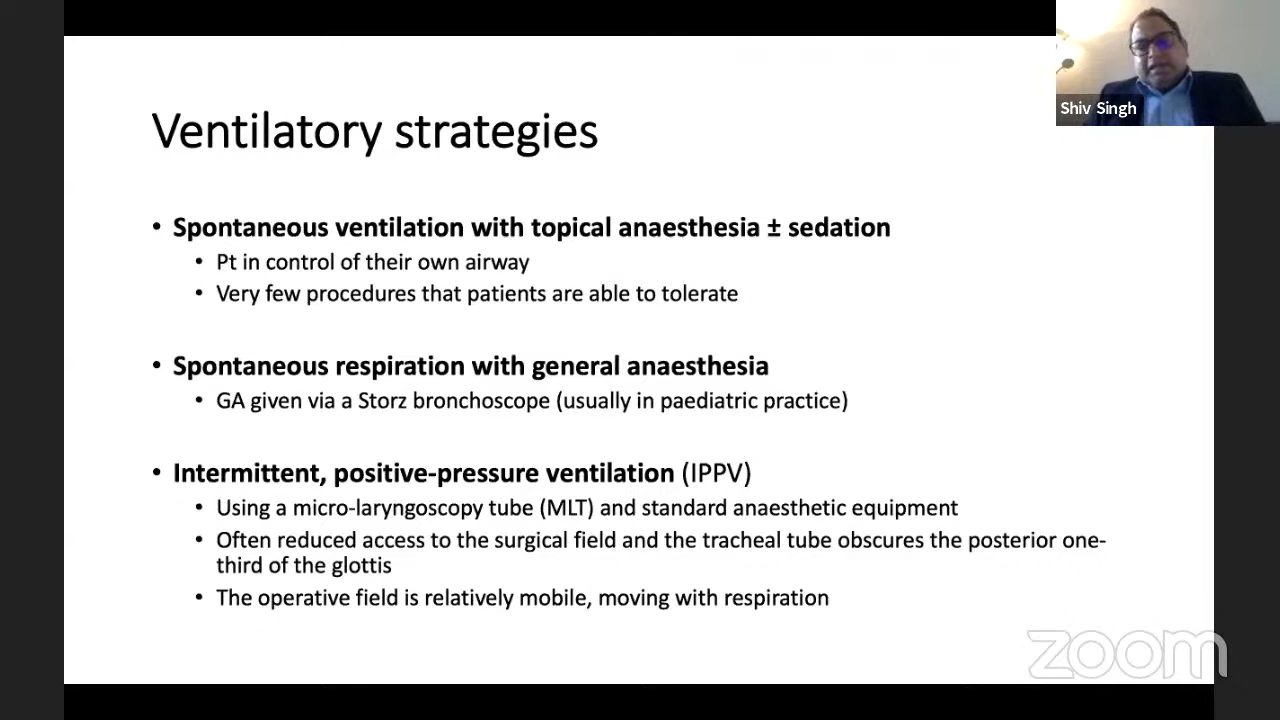 Shiv Singh
Ventilatory strategies
• Spontaneous ventilation with topical anaesthesia ± sedation
• Pt in control of their own airway
• Very few procedures that patients are able to tolerate
• Spontaneous respiration with general anaesthesia
• GA given via a Storz bronchoscope (usually in paediatric practice)
• Intermittent, positive-pressure ventilation (IPPV)
• Using a micro-laryngoscopy tube (MLT) and standard anaesthetic equipment
• Often reduced access to the surgical field and the tracheal tube obscures the posterior one-
third of the glottis
• The operative field is relatively mobile, moving with respiration
zoom